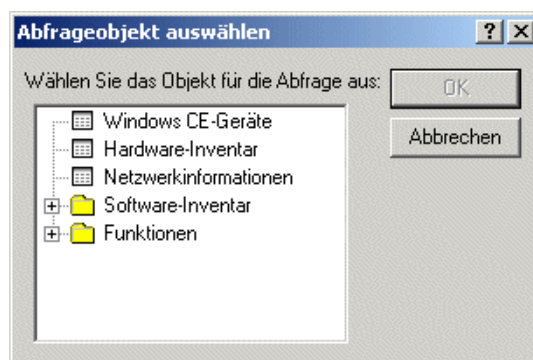 Abfrageobjekt auswählen
Wählen Sie das Objekt für die Abfrage aus:
OK
Abbrechen
Windows CE-Geräte
Hardware-Inventar
Netzwerkinformationen
Software-Inventar
Funktionen